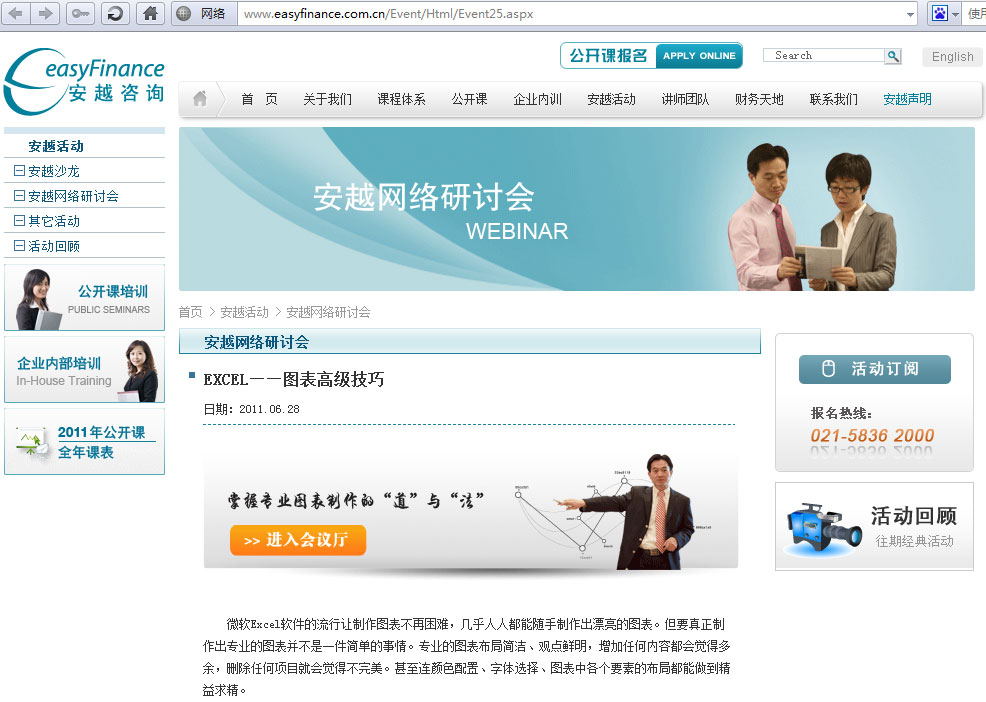 网络
www.easyfinance.com.cn/Event/Html/Event25.aspx
使用
easyFinance
安越咨询
公开课报名 APPLY ONLINE
Search
English
首 页 关于我们 课程体系 公开课 企业内训 安越活动 讲师团队 财务天地 联系我们 安越声明
安越活动
安越沙龙
安越网络研讨会
其它活动
活动回顾
公开课培训
PUBLIC SEMINARS
企业内部培训
In-House Training
2011年公开课
全年课表
安越网络研讨会
WEBINAR
首页 > 安越活动 > 安越网络研讨会
安越网络研讨会
EXCEL——图表高级技巧
日期：2011.06.28
掌握专业图表制作的“道”与“法”
>> 进入会议厅
微软Excel软件的流行让制作图表不再困难，几乎人人都能随手制作出漂亮的图表。但要真正制
作出专业的图表并不是一件简单的事情。专业的图表布局简洁、观点鲜明，增加任何内容都会觉得多
余，删除任何项目就会觉得不完美。甚至连颜色配置、字体选择、图表中各个要素的布局都能做到精
益求精。
活动订阅
报名热线：
021-5836 2000
活动回顾
往期经典活动